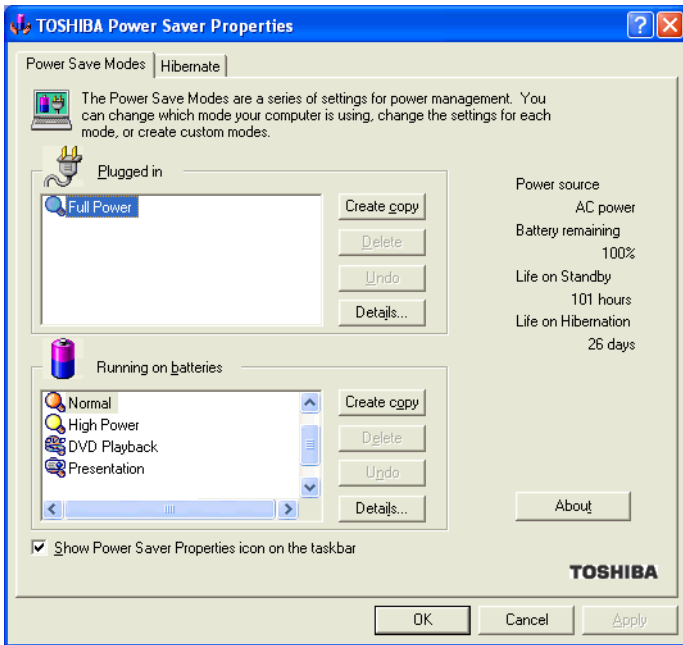 TOSHIBA Power Saver Properties
Power Save Modes
Hibernate
The Power Save Modes are a series of settings for power management. You
can change which mode your computer is using, change the settings for each
mode, or create custom modes.
Plugged in
Full Power
Create copy
Delete
Undo
Details...
Power source
AC power
Battery remaining
100%
Life on Standby
101 hours
Life on Hibernation
26 days
Running on batteries
Normal
High Power
DVD Playback
Presentation
Create copy
Delete
Undo
Details...
About
Show Power Saver Properties icon on the taskbar
TOSHIBA
OK
Cancel
Apply